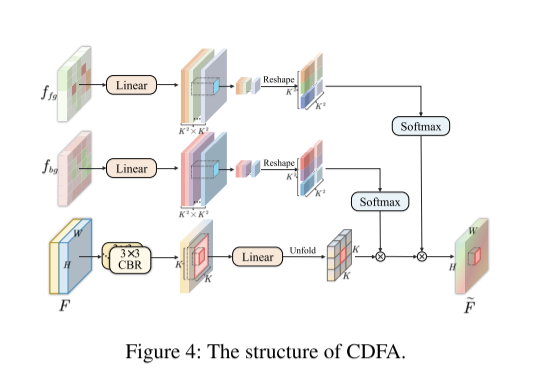 f_fg
Linear
K² × K²
...
Reshape
K²
K²
Softmax
f_bg
Linear
K² × K²
...
Reshape
K²
K²
Softmax
W
H
F
3×3
CBR
K
K
Linear
Unfold
K
K
W
H
F̃
Figure 4: The structure of CDFA.